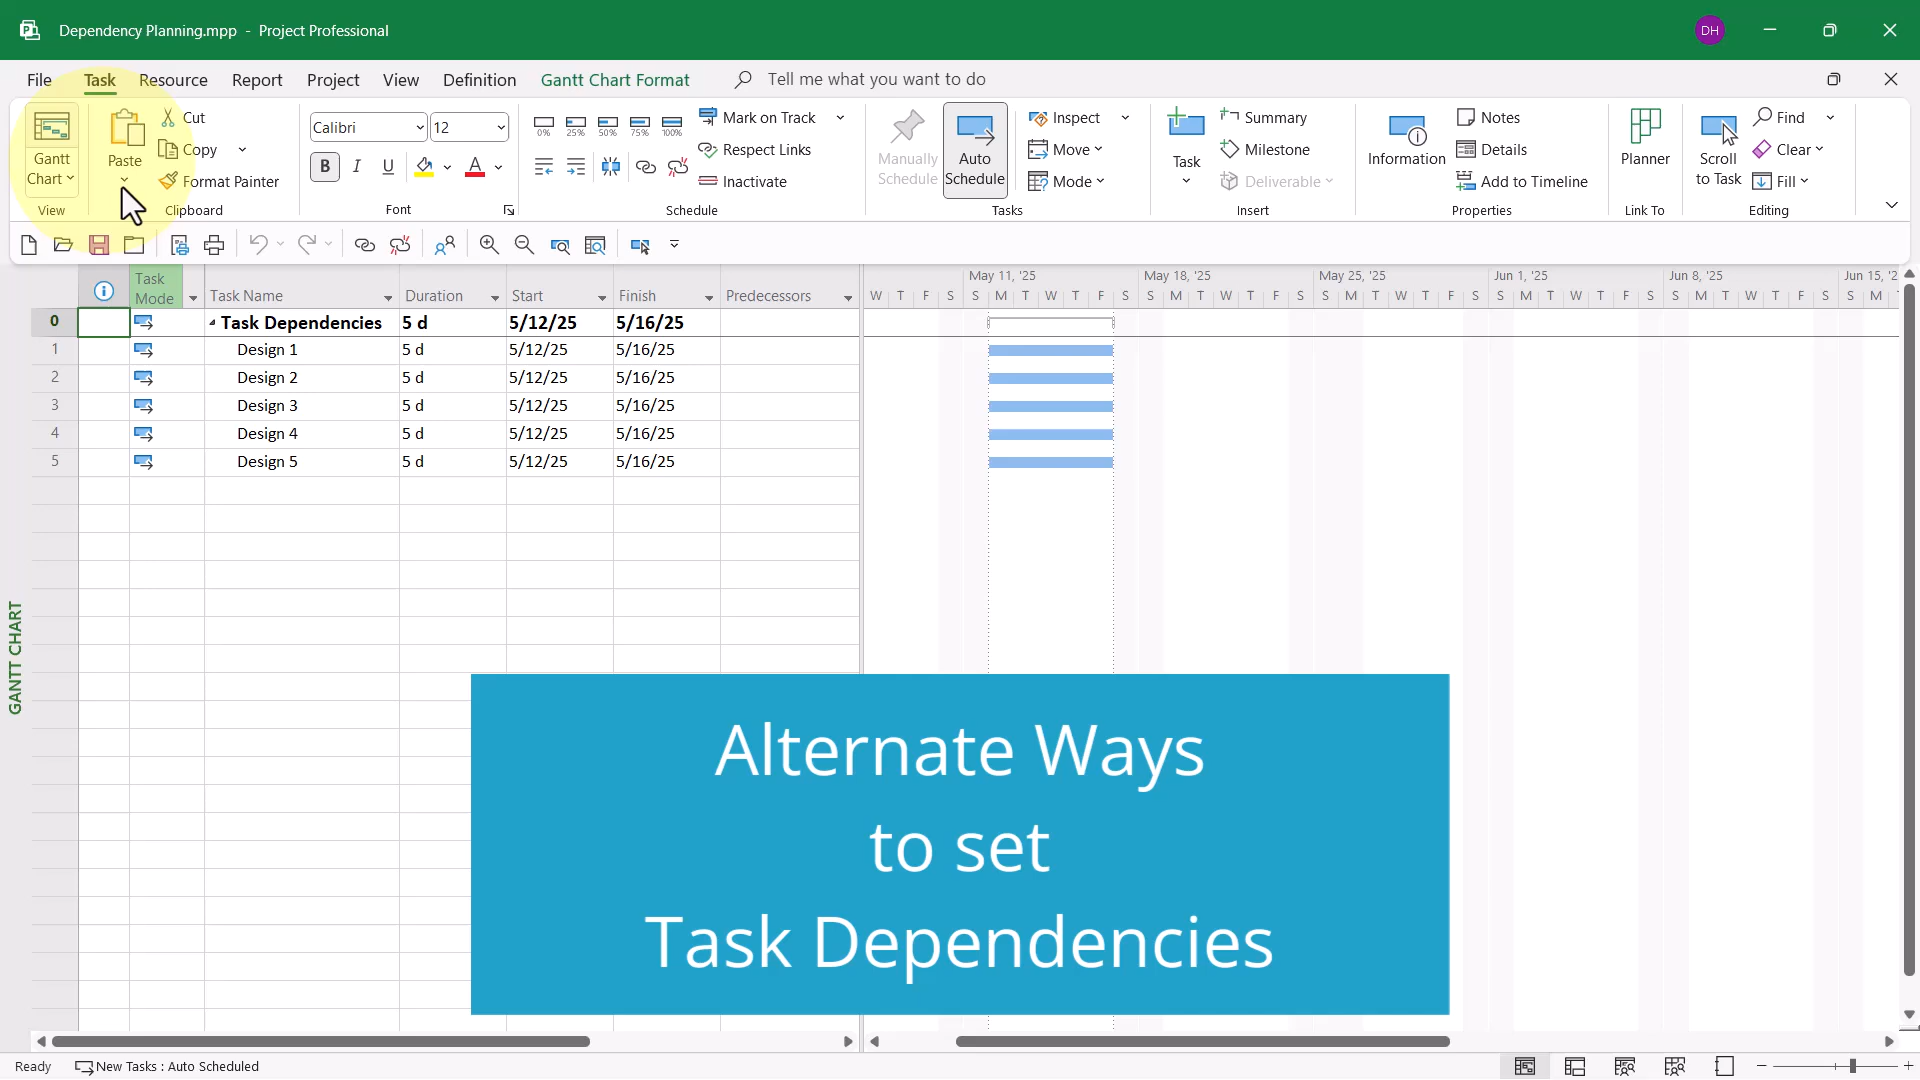 Dependency Planning.mpp - Project Professional
DH
File Task Resource Report Project View Definition Gantt Chart Format Tell me what you want to do
Gantt Chart
View
Paste
Cut
Copy
Format Painter
Clipboard
Calibri 12
B I U A
Font
0% 25% 50% 75% 100%
Mark on Track
Respect Links
Inactivate
Schedule
Manually Schedule
Auto Schedule
Inspect
Move
Mode
Tasks
Task
Summary
Milestone
Deliverable
Insert
Information
Notes
Details
Add to Timeline
Properties
Planner
Link To
Scroll to Task
Find
Clear
Fill
Editing
Task Mode Task Name Duration Start Finish Predecessors
May 11, '25 May 18, '25 May 25, '25 Jun 1, '25 Jun 8, '25 Jun 15, '2
W T F S S M T W T F S S M T W T F S S M T W T F S S M T W T F S S M T W T F S S M
0 Task Dependencies 5 d 5/12/25 5/16/25
1 Design 1 5 d 5/12/25 5/16/25
2 Design 2 5 d 5/12/25 5/16/25
3 Design 3 5 d 5/12/25 5/16/25
4 Design 4 5 d 5/12/25 5/16/25
5 Design 5 5 d 5/12/25 5/16/25
GANTT CHART
Alternate Ways
to set
Task Dependencies
Ready New Tasks : Auto Scheduled